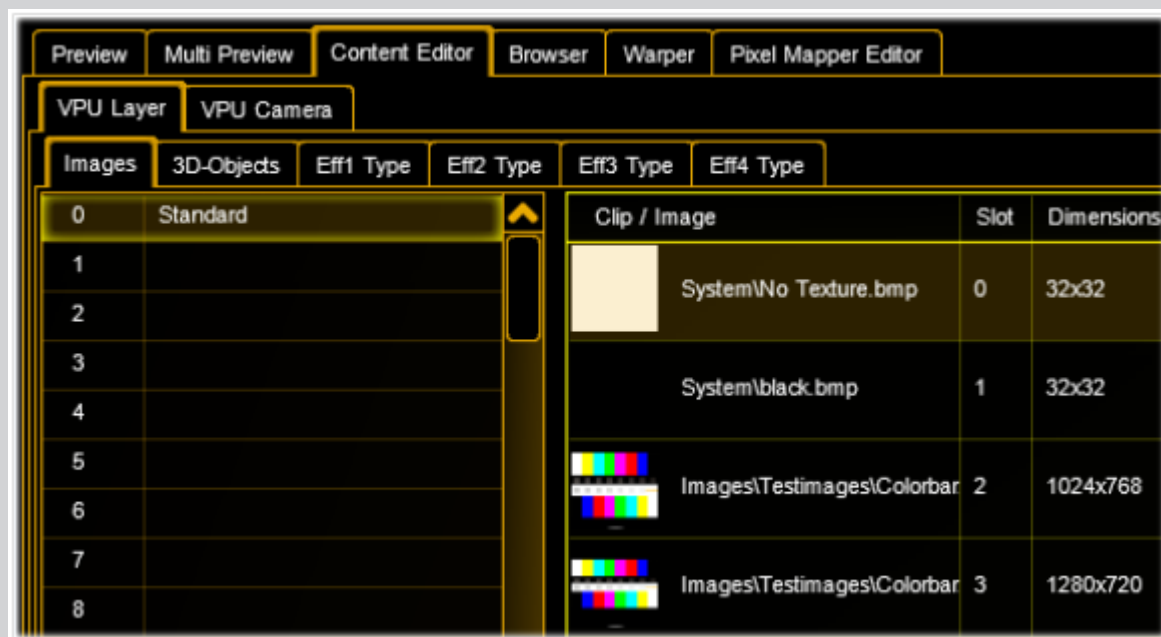 Preview Multi Preview Content Editor Browser Warper Pixel Mapper Editor
VPU Layer VPU Camera
Images 3D-Objects Eff1 Type Eff2 Type Eff3 Type Eff4 Type
0 Standard
1
2
3
4
5
6
7
8
Clip / Image Slot Dimensions
System\No Texture.bmp 0 32x32
System\black.bmp 1 32x32
Images\Testimages\Colorbar 2 1024x768
Images\Testimages\Colorbar 3 1280x720